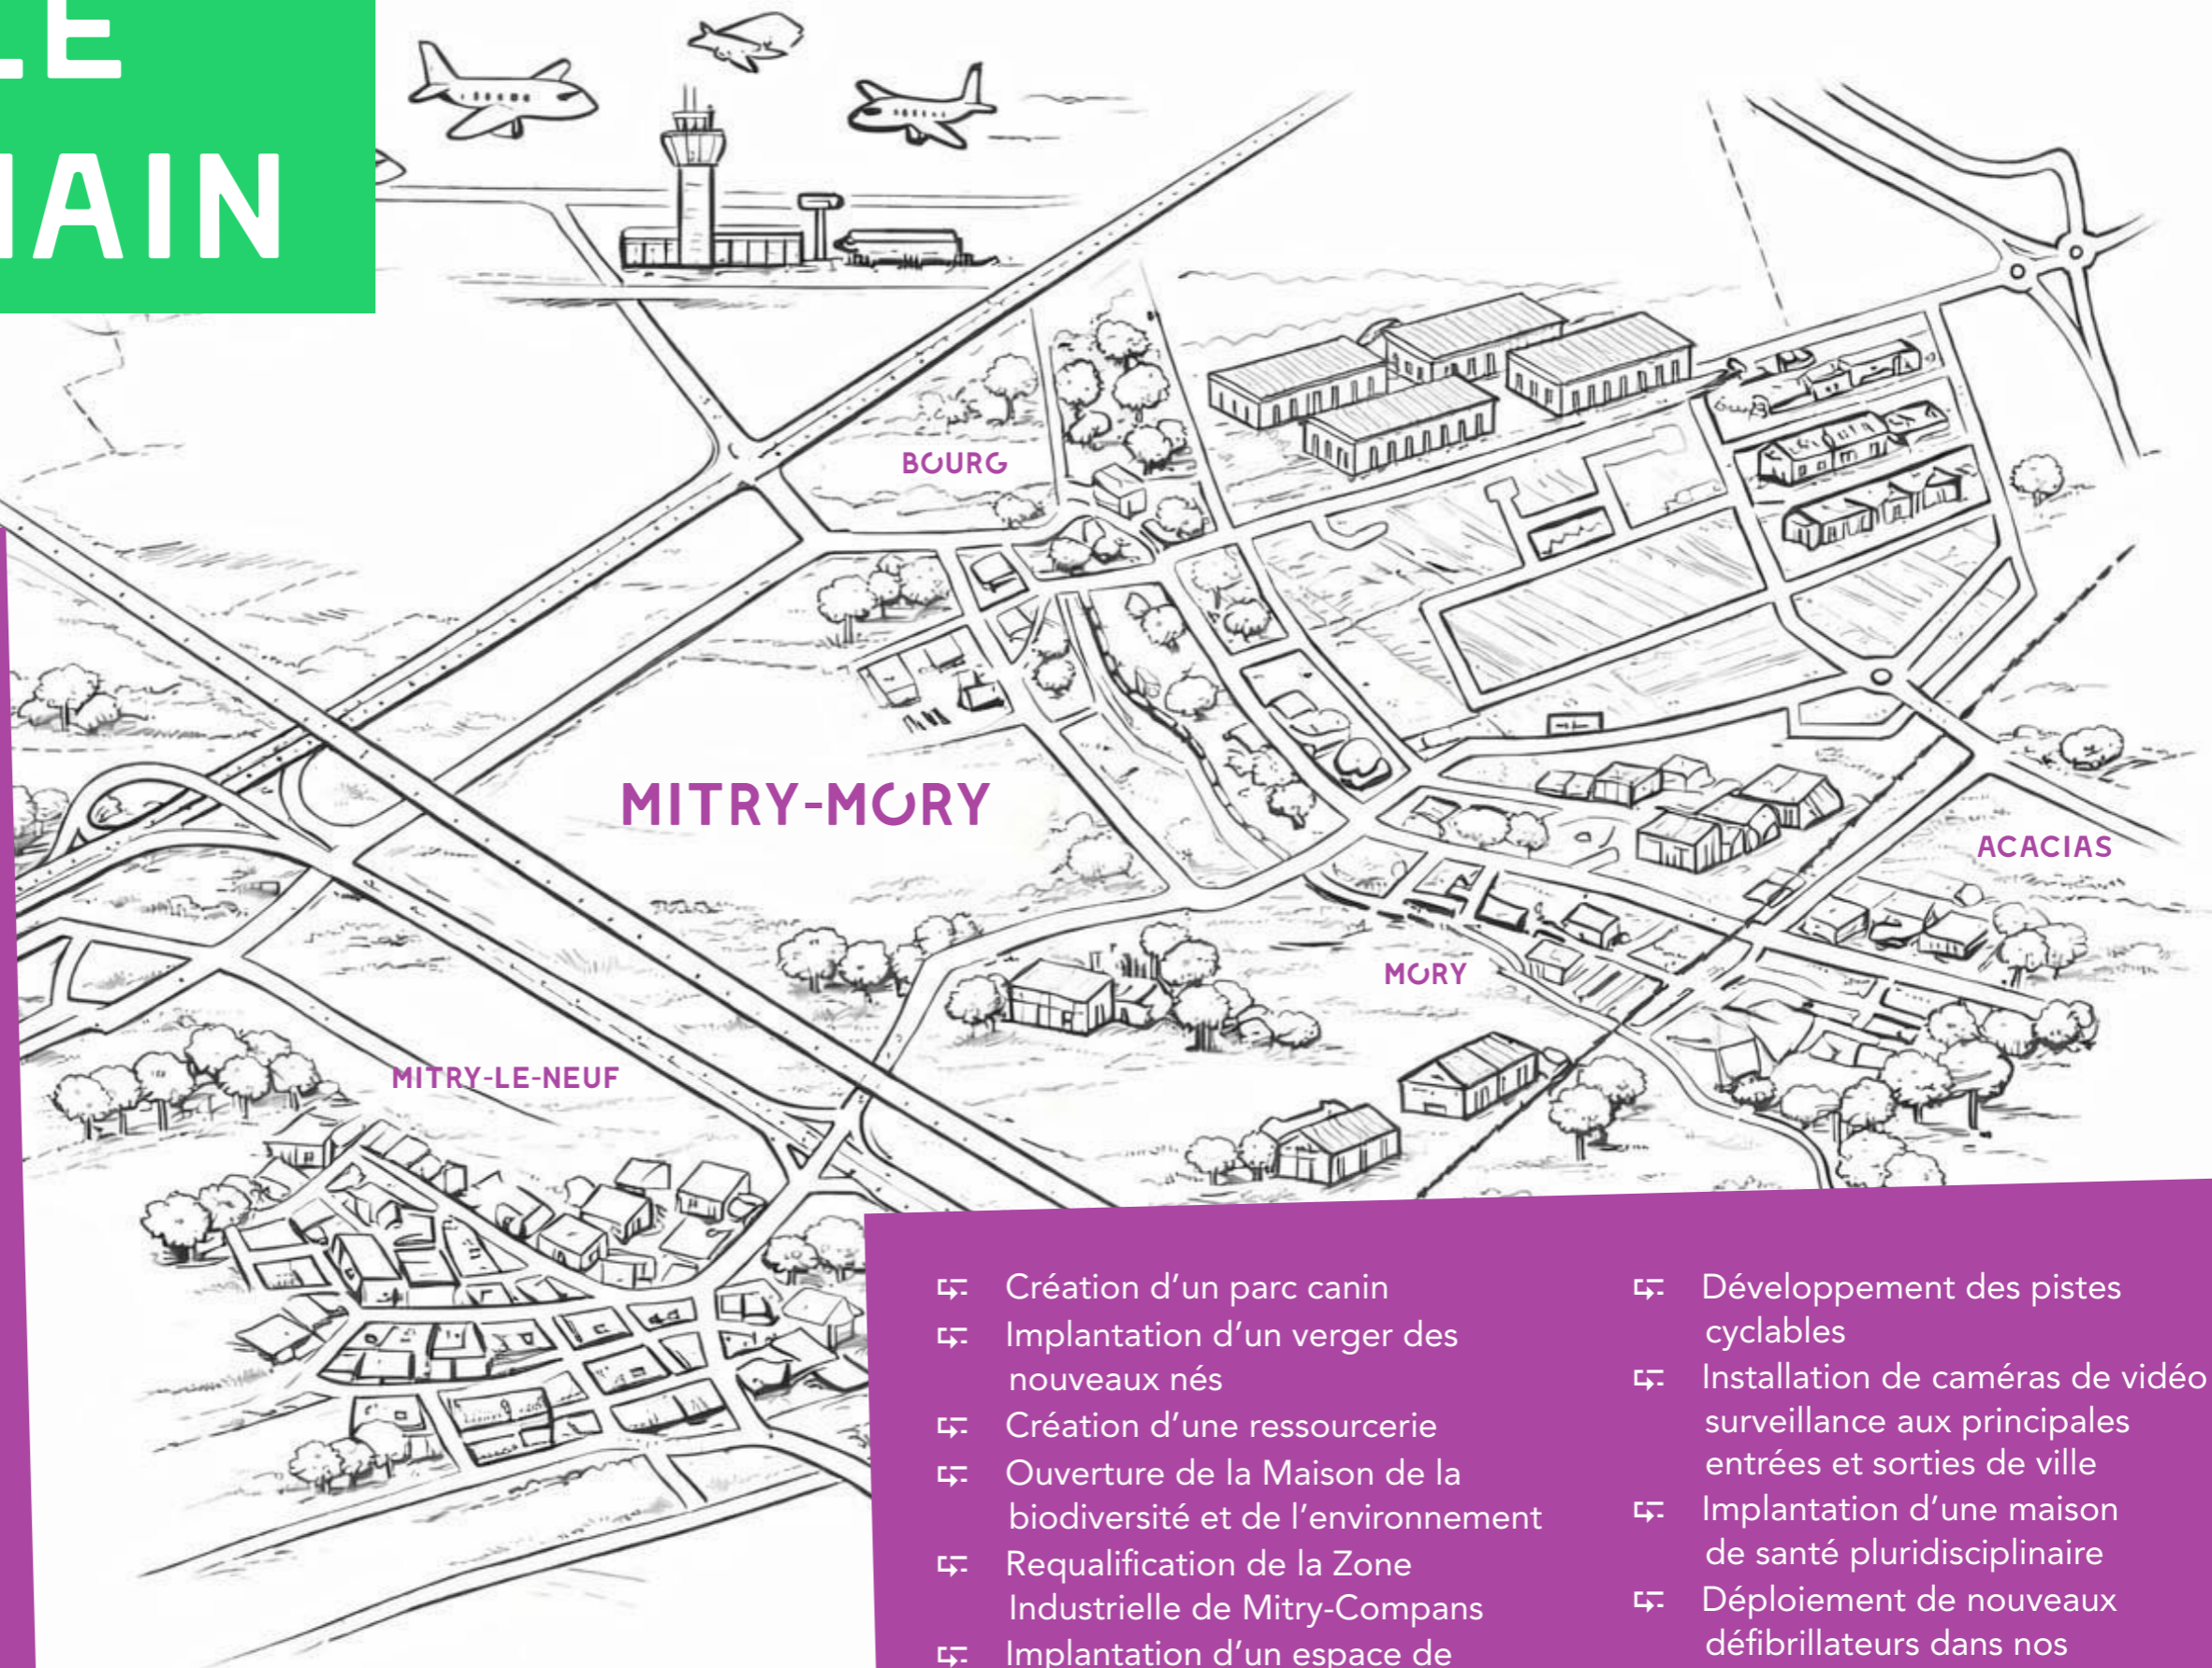 LE
MAIN
BOURG
MITRY-MORY
ACACIAS
MORY
MITRY-LE-NEUF
Création d'un parc canin
Implantation d'un verger des
nouveaux nés
Création d'une ressourcerie
Ouverture de la Maison de la
biodiversité et de l'environnement
Requalification de la Zone
Industrielle de Mitry-Compans
Implantation d'un espace de
Développement des pistes
cyclables
Installation de caméras de vidéo
surveillance aux principales
entrées et sorties de ville
Implantation d'une maison
de santé pluridisciplinaire
Déploiement de nouveaux
défibrillateurs dans nos